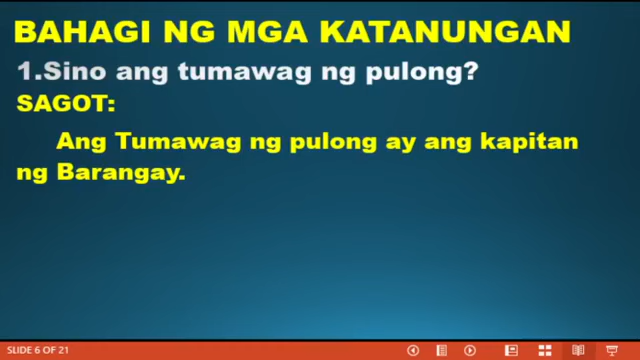 BAHAGI NG MGA KATANUNGAN
1.Sino ang tumawag ng pulong?
SAGOT:
Ang Tumawag ng pulong ay ang kapitan
ng Barangay.
SLIDE 6 OF 21